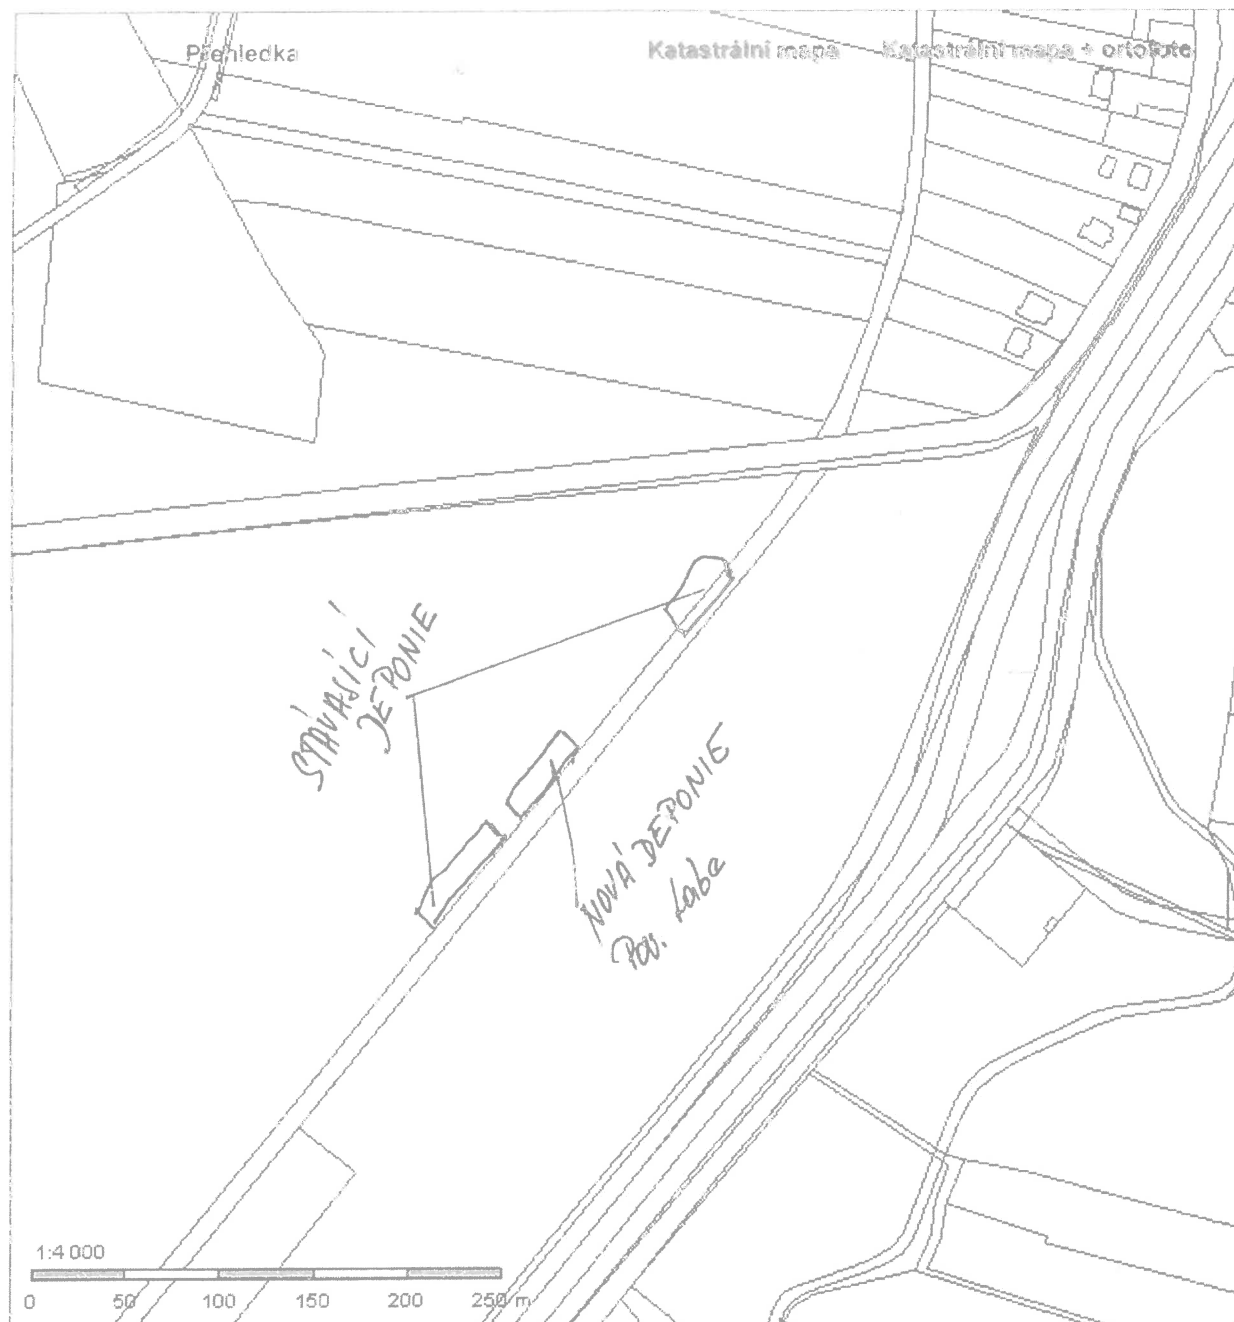 Přehledka
Katastrální mapa
Katastrální mapa + ortofoto
STÁVAJÍCÍ
DEPONIE
NOVÁ DEPONIE
Pov. Labe
1:4 000
0 50 100 150 200 250 m